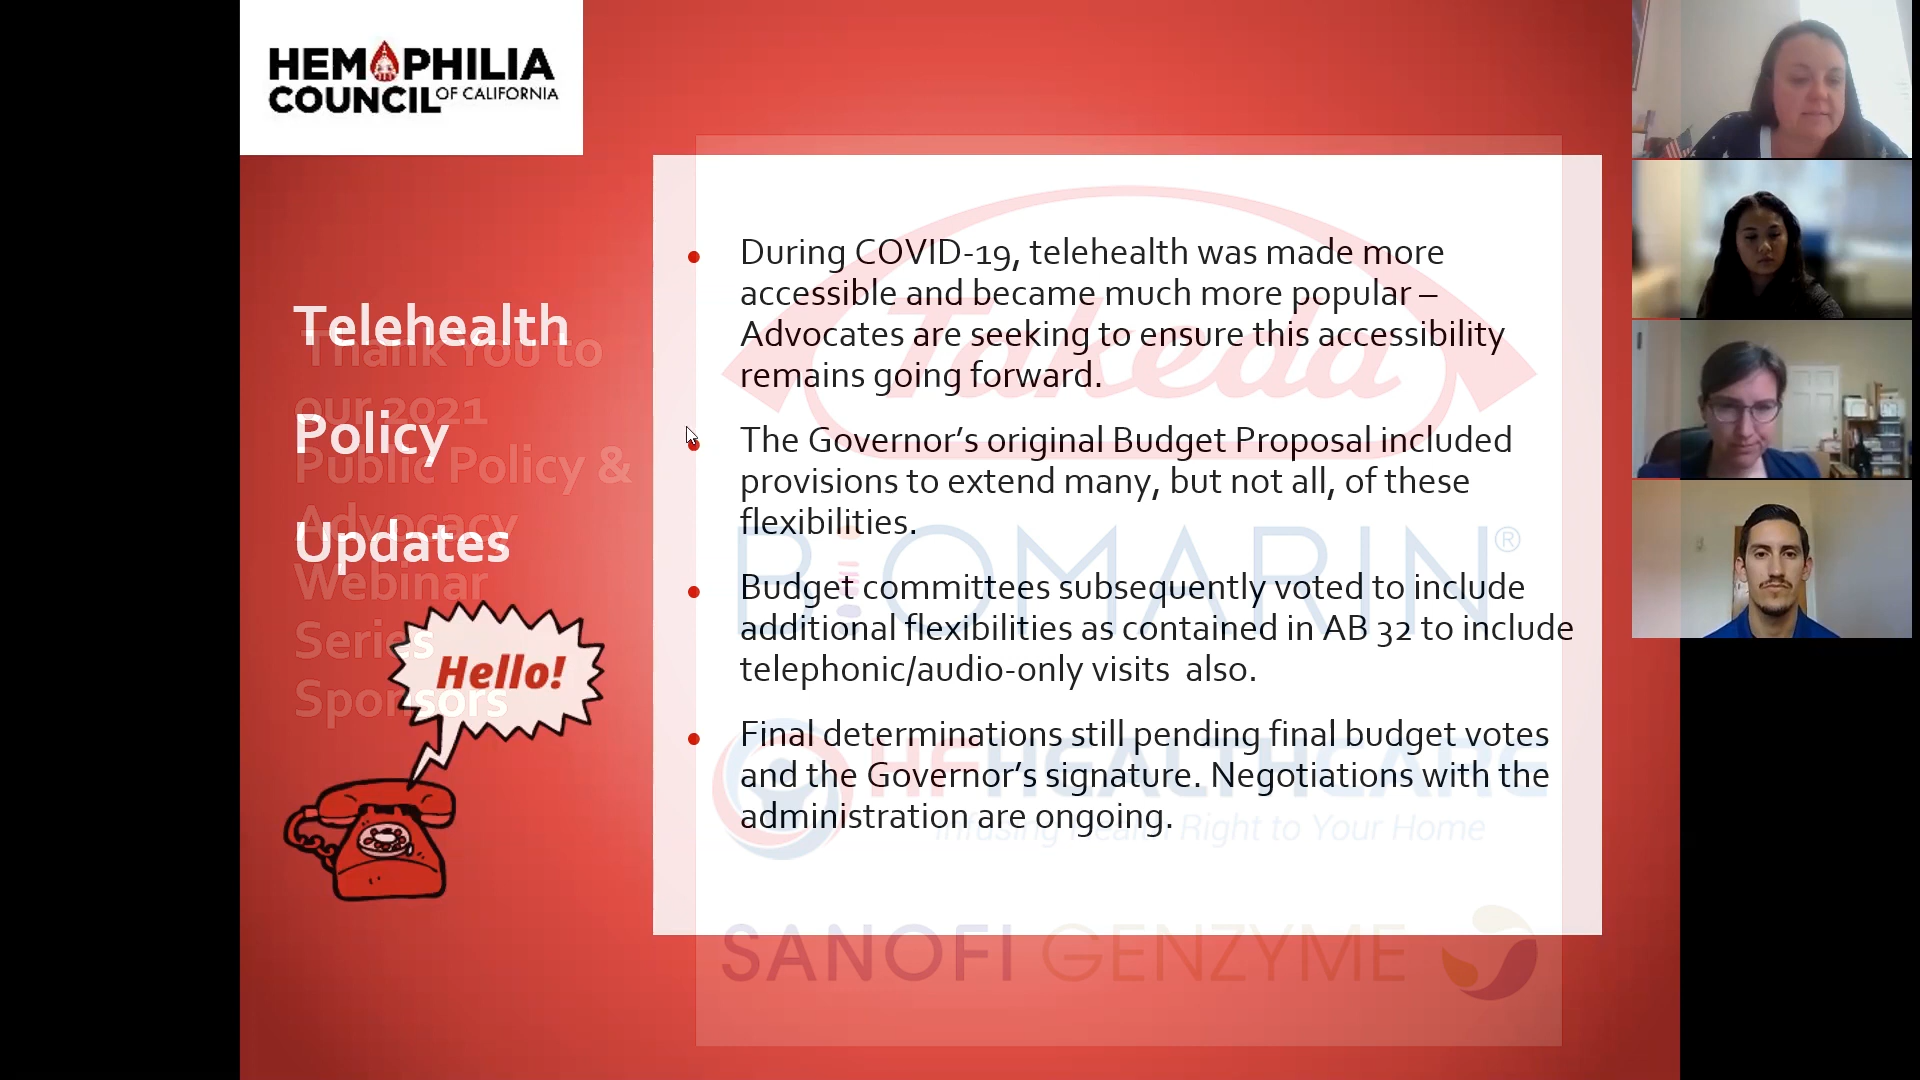 HEMOPHILIA
COUNCIL OF CALIFORNIA
Telehealth
Policy
Updates
Thank You to
our 2021
Public Policy &
Advocacy
Webinar
Series
Sponsors
Hello!
• During COVID-19, telehealth was made more
accessible and became much more popular –
Advocates are seeking to ensure this accessibility
remains going forward.
• The Governor's original Budget Proposal included
provisions to extend many, but not all, of these
flexibilities.
• Budget committees subsequently voted to include
additional flexibilities as contained in AB 32 to include
telephonic/audio-only visits also.
• Final determinations still pending final budget votes
and the Governor's signature. Negotiations with the
administration are ongoing.
Takeda
BIOMARIN®
HFHEALTHCARE
Infusing Health Right to Your Home
SANOFI GENZYME